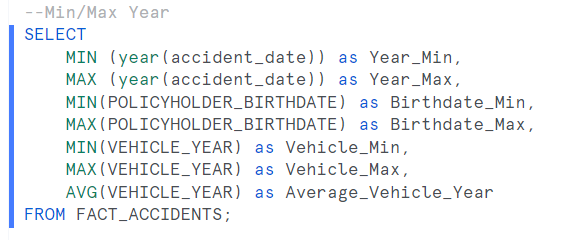 --Min/Max Year
SELECT
    MIN (year(accident_date)) as Year_Min,
    MAX (year(accident_date)) as Year_Max,
    MIN(POLICYHOLDER_BIRTHDATE) as Birthdate_Min,
    MAX(POLICYHOLDER_BIRTHDATE) as Birthdate_Max,
    MIN(VEHICLE_YEAR) as Vehicle_Min,
    MAX(VEHICLE_YEAR) as Vehicle_Max,
    AVG(VEHICLE_YEAR) as Average_Vehicle_Year
FROM FACT_ACCIDENTS;